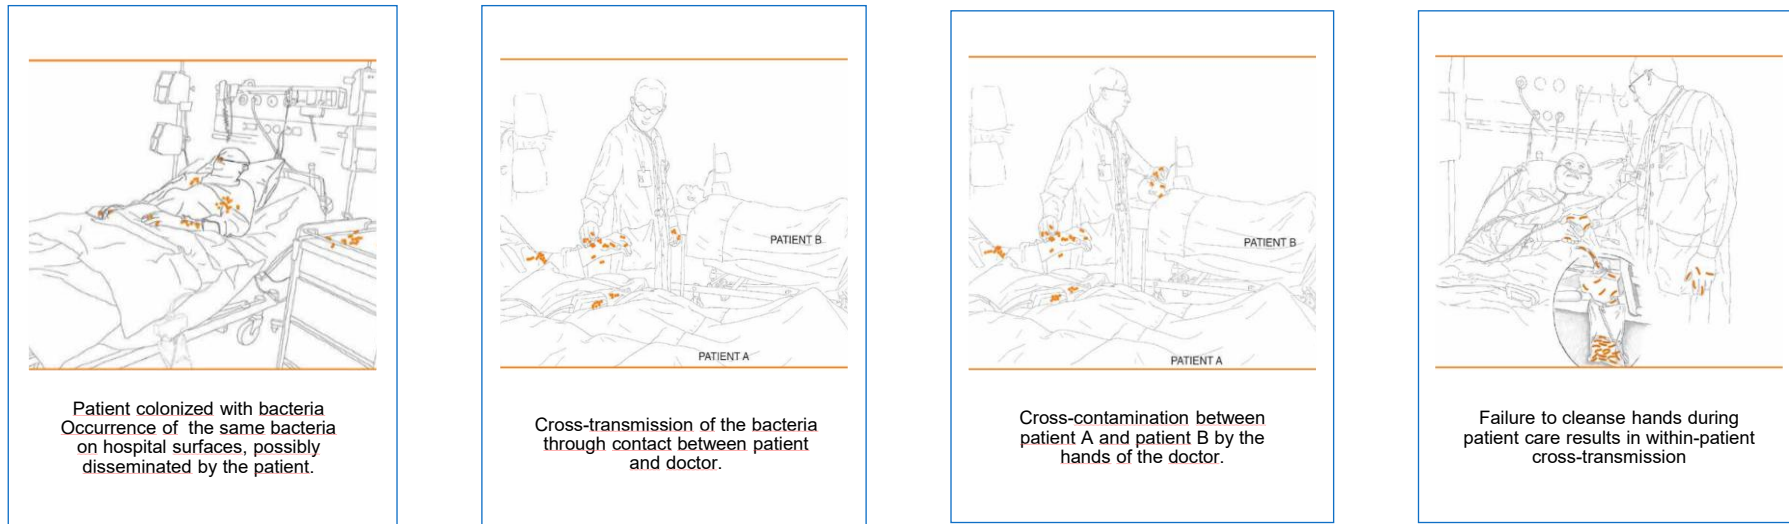 Patient colonized with bacteria
Occurrence of the same bacteria
on hospital surfaces, possibly
disseminated by the patient.
PATIENT B
PATIENT A
Cross-transmission of the bacteria
through contact between patient
and doctor.
PATIENT B
PATIENT A
Cross-contamination between
patient A and patient B by the
hands of the doctor.
Failure to cleanse hands during
patient care results in within-patient
cross-transmission